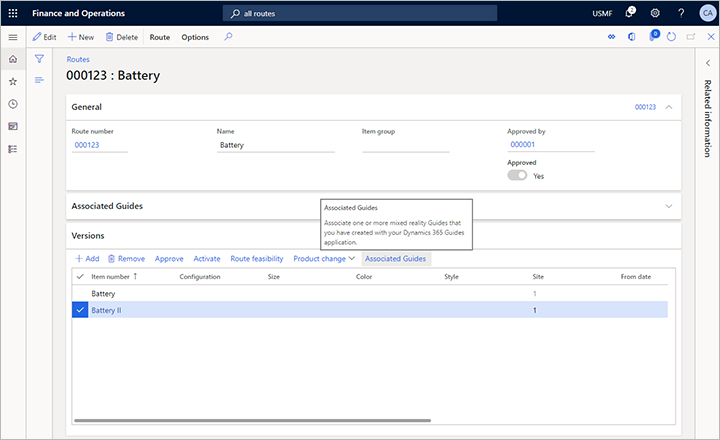 Finance and Operations
all routes
USMF
2
?
CA
Edit
New
Delete
Route
Options
0
Routes
000123 : Battery
General
000123
Route number
Name
Item group
Approved by
000123
Battery
000001
Approved
Yes
Associated Guides
Associated Guides
Associate one or more mixed reality Guides that
you have created with your Dynamics 365 Guides
application.
Versions
Add
Remove
Approve
Activate
Route feasibility
Product change
Associated Guides
Item number
Configuration
Size
Color
Style
Site
From date
Battery
1
Battery II
1
Related information